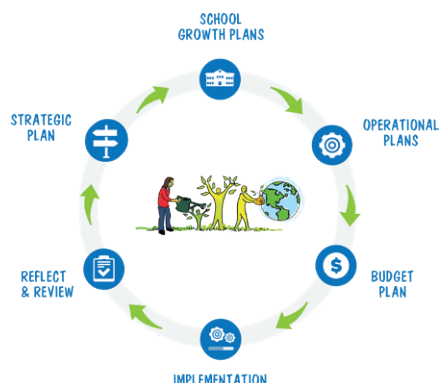 SCHOOL
GROWTH PLANS
OPERATIONAL
PLANS
BUDGET
PLAN
IMPLEMENTATION
REFLECT
& REVIEW
STRATEGIC
PLAN
$